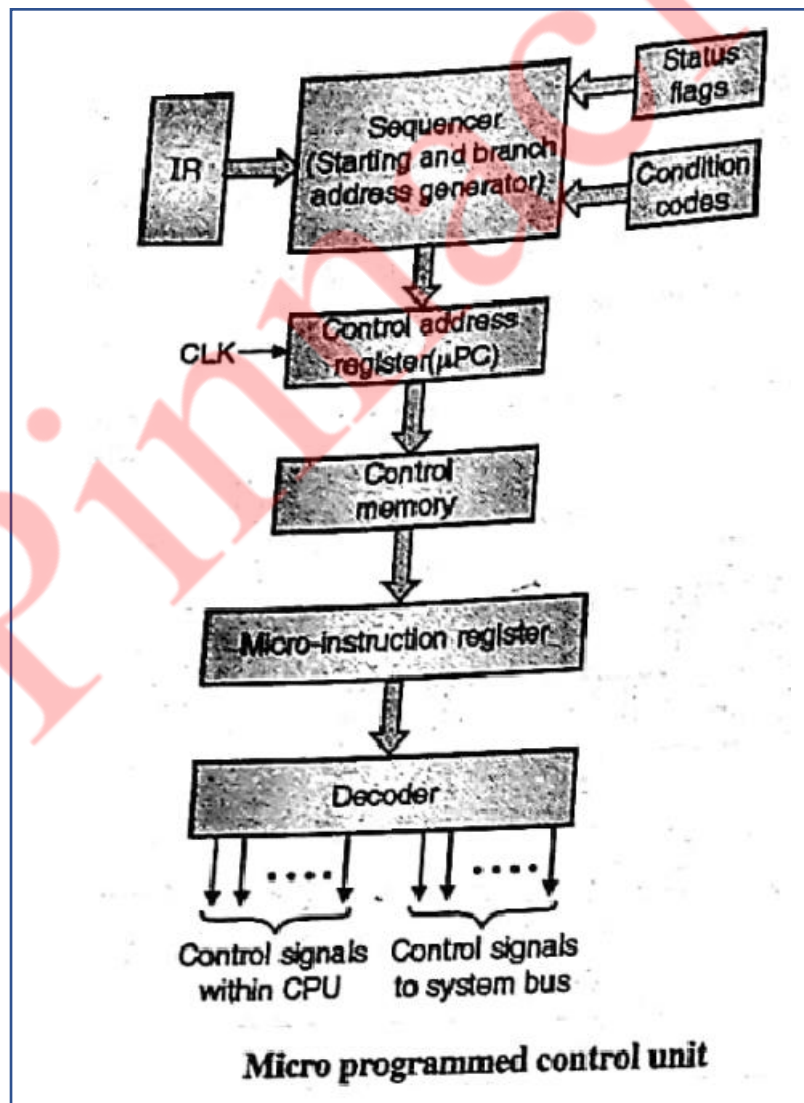 Status
flags
Sequencer
(Starting and branch
address generator)
IR
Condition
codes
Control address
register(μPC)
CLK
Control
memory
Micro-instruction register
Decoder
Control signals
within CPU
Control signals
to system bus
Micro programmed control unit